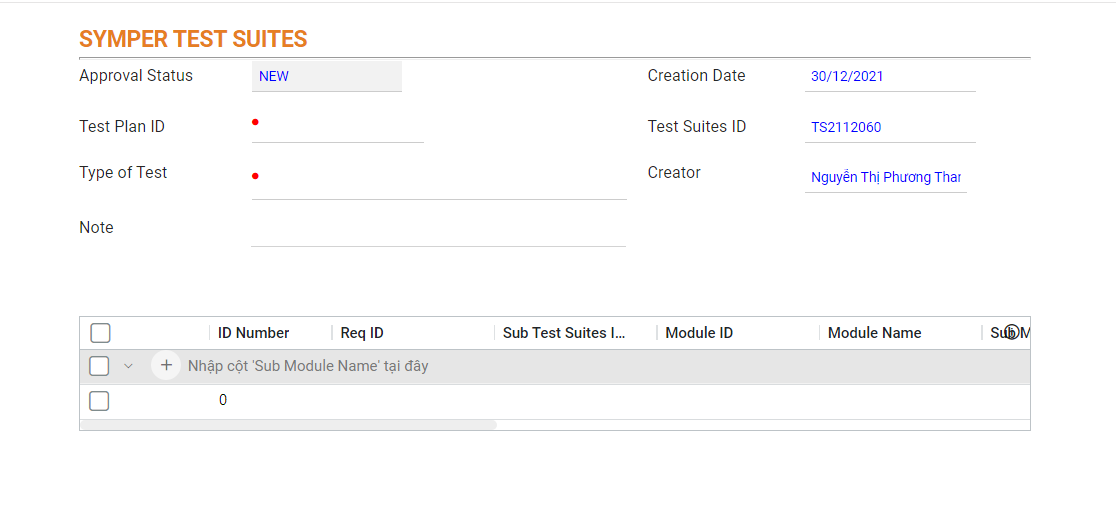 SYMPER TEST SUITES
Approval Status NEW Creation Date 30/12/2021
Test Plan ID Test Suites ID TS2112060
Type of Test Creator Nguyễn Thị Phương
Note
ID Number Req ID Sub Test Suites I... Module ID Module Name Sub M
Nhập cột 'Sub Module Name' tại đây
0